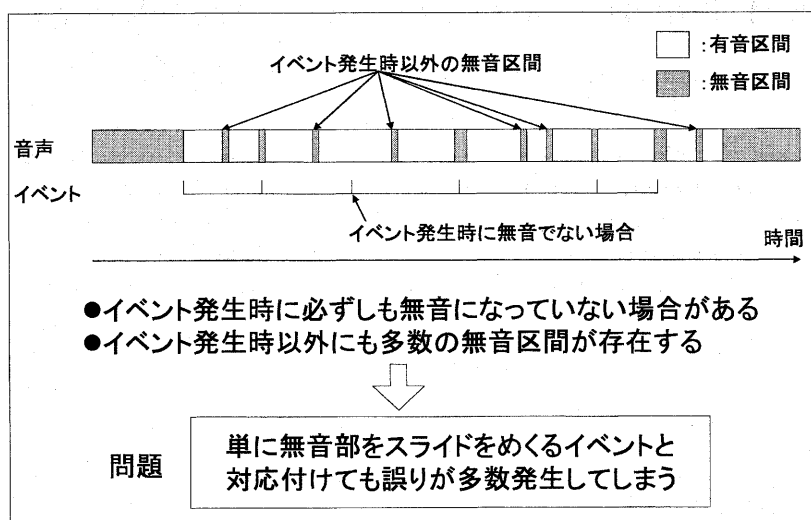 イベント発生時以外の無音区間
:有音区間
:無音区間
音声
イベント
イベント発生時に無音でない場合
時間
●イベント発生時に必ずしも無音になっていない場合がある
●イベント発生時以外にも多数の無音区間が存在する
問題
単に無音部をスライドをめくるイベントと
対応付けても誤りが多数発生してしまう